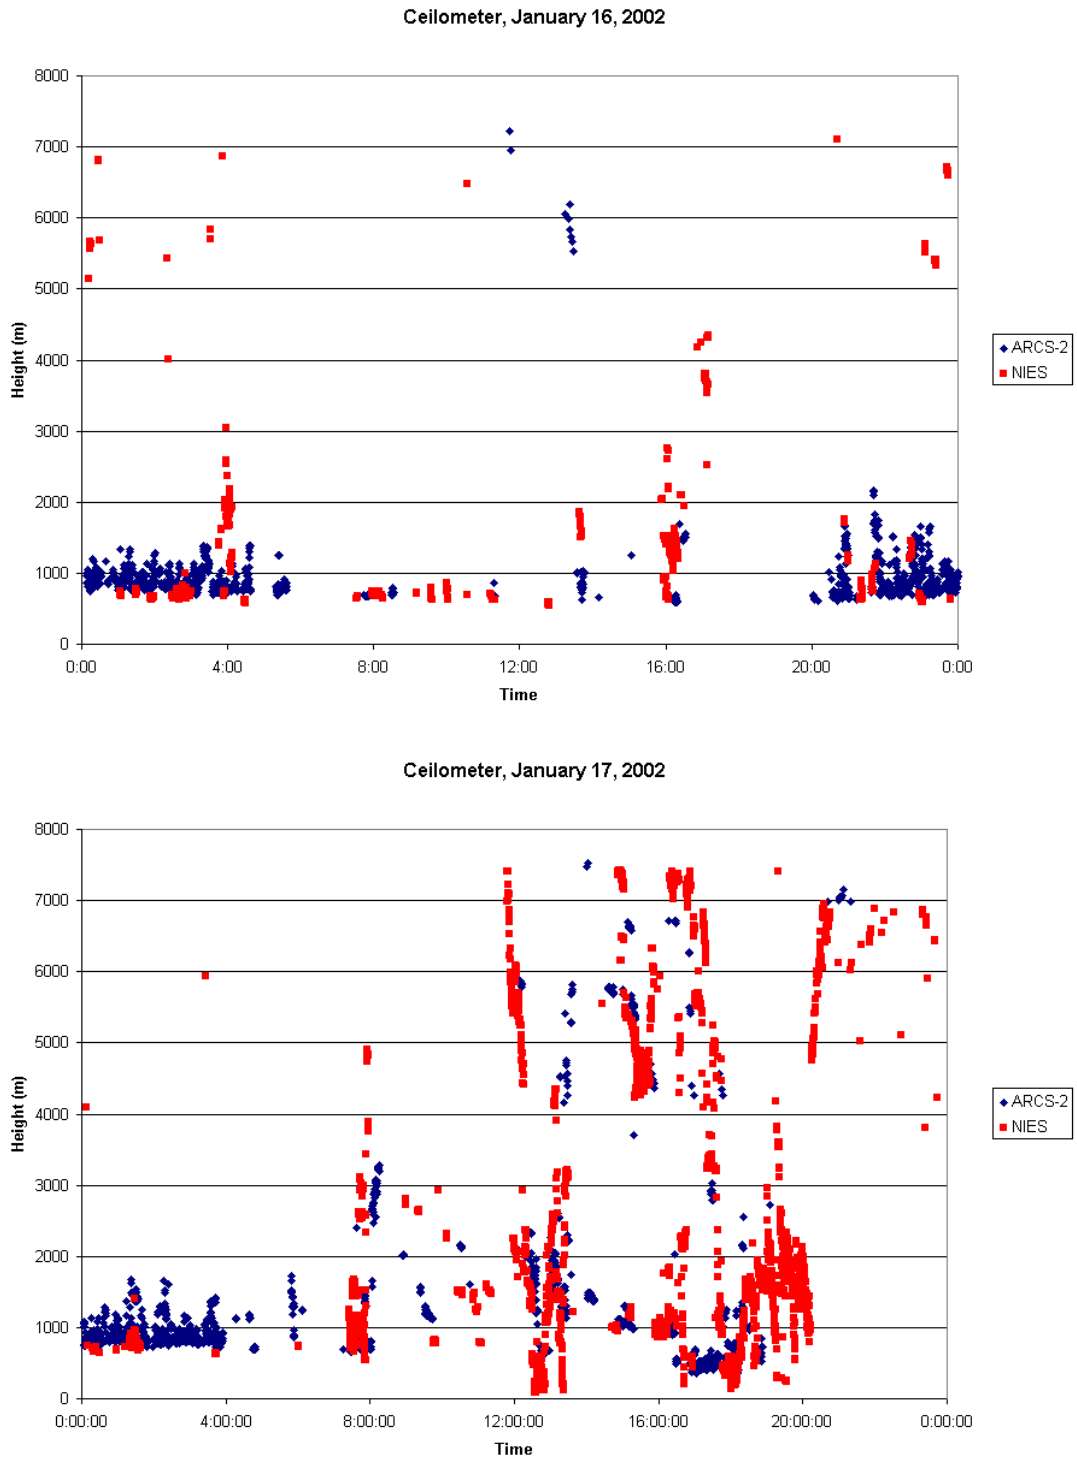 Ceilometer, January 16, 2002
8000
7000
6000
5000
4000
3000
2000
1000
0
Height (m)
0:00 4:00 8:00 12:00 16:00 20:00 0:00
Time
ARCS-2
NIES
Ceilometer, January 17, 2002
8000
7000
6000
5000
4000
3000
2000
1000
0
Height (m)
0:00:00 4:00:00 8:00:00 12:00:00 16:00:00 20:00:00 0:00:00
Time
ARCS-2
NIES